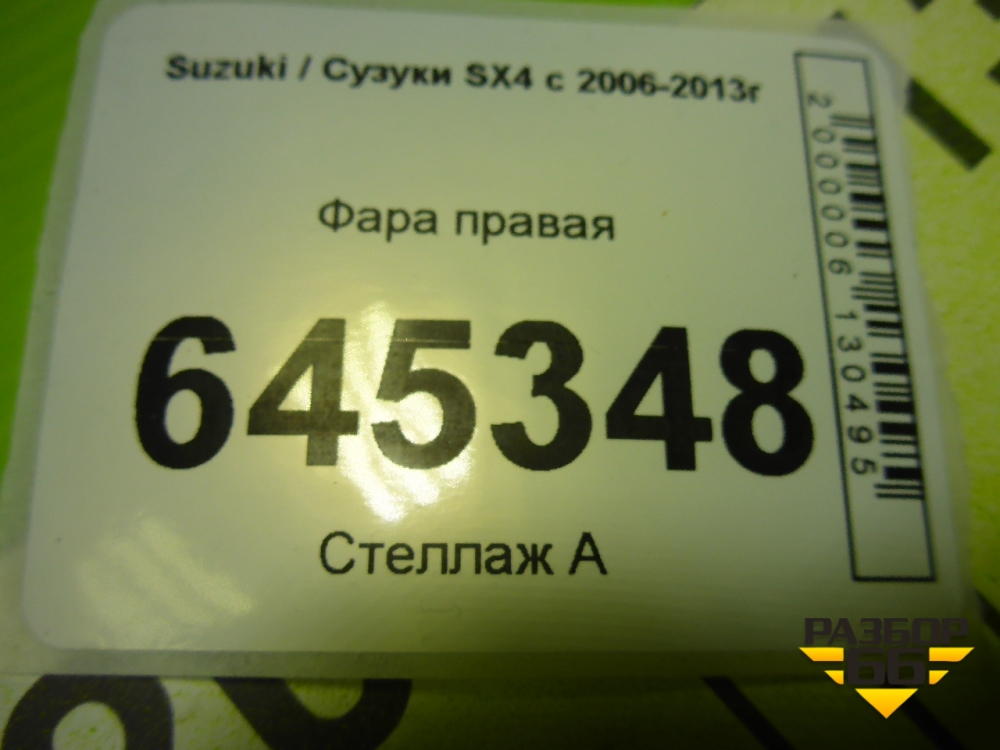 Suzuki / Сузуки SX4 с 2006-2013г
Фара правая
645348
Стеллаж А
2000006130495
РАЗБОР
66